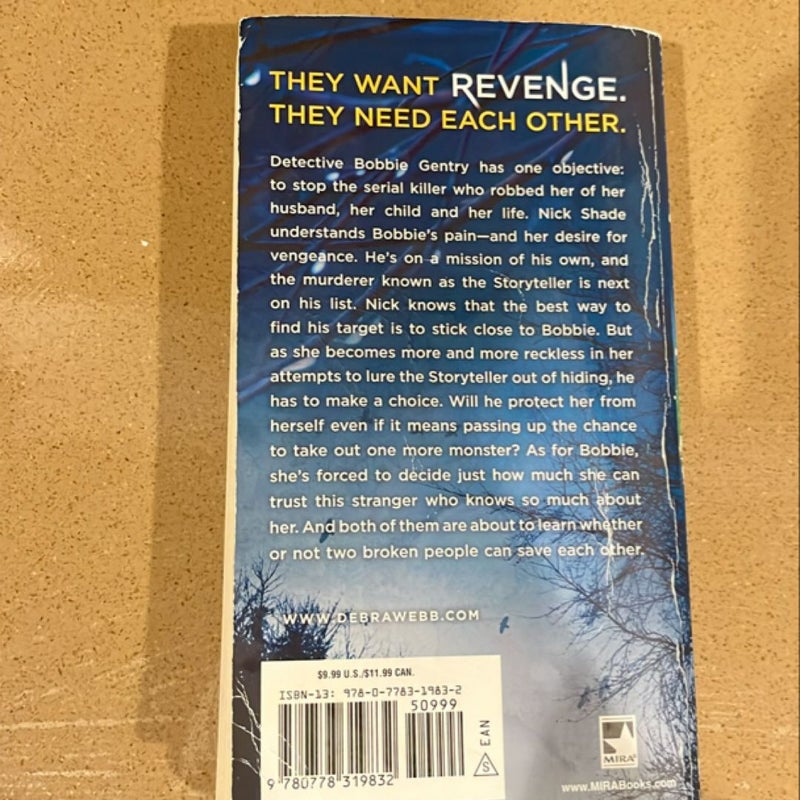 THEY WANT REVENGE.
THEY NEED EACH OTHER.
Detective Bobbie Gentry has one objective:
to stop the serial killer who robbed her of her
husband, her child and her life. Nick Shade
understands Bobbie's pain—and her desire for
vengeance. He's on a mission of his own, and
the murderer known as the Storyteller is next
on his list. Nick knows that the best way to
find his target is to stick close to Bobbie. But
as she becomes more and more reckless in her
attempts to lure the Storyteller out of hiding, he
has to make a choice. Will he protect her from
herself even if it means passing up the chance
to take out one more monster? As for Bobbie,
she's forced to decide just how much she can
trust this stranger who knows so much about
her. And both of them are about to learn whether
or not two broken people can save each other.
WWW.DEBRAWEBB.COM
$9.99 U.S./$11.99 CAN.
ISBN-13: 978-0-7783-1983-2
50999
EAN
S
9 780778 319832
MIRA®
www.MIRABooks.com